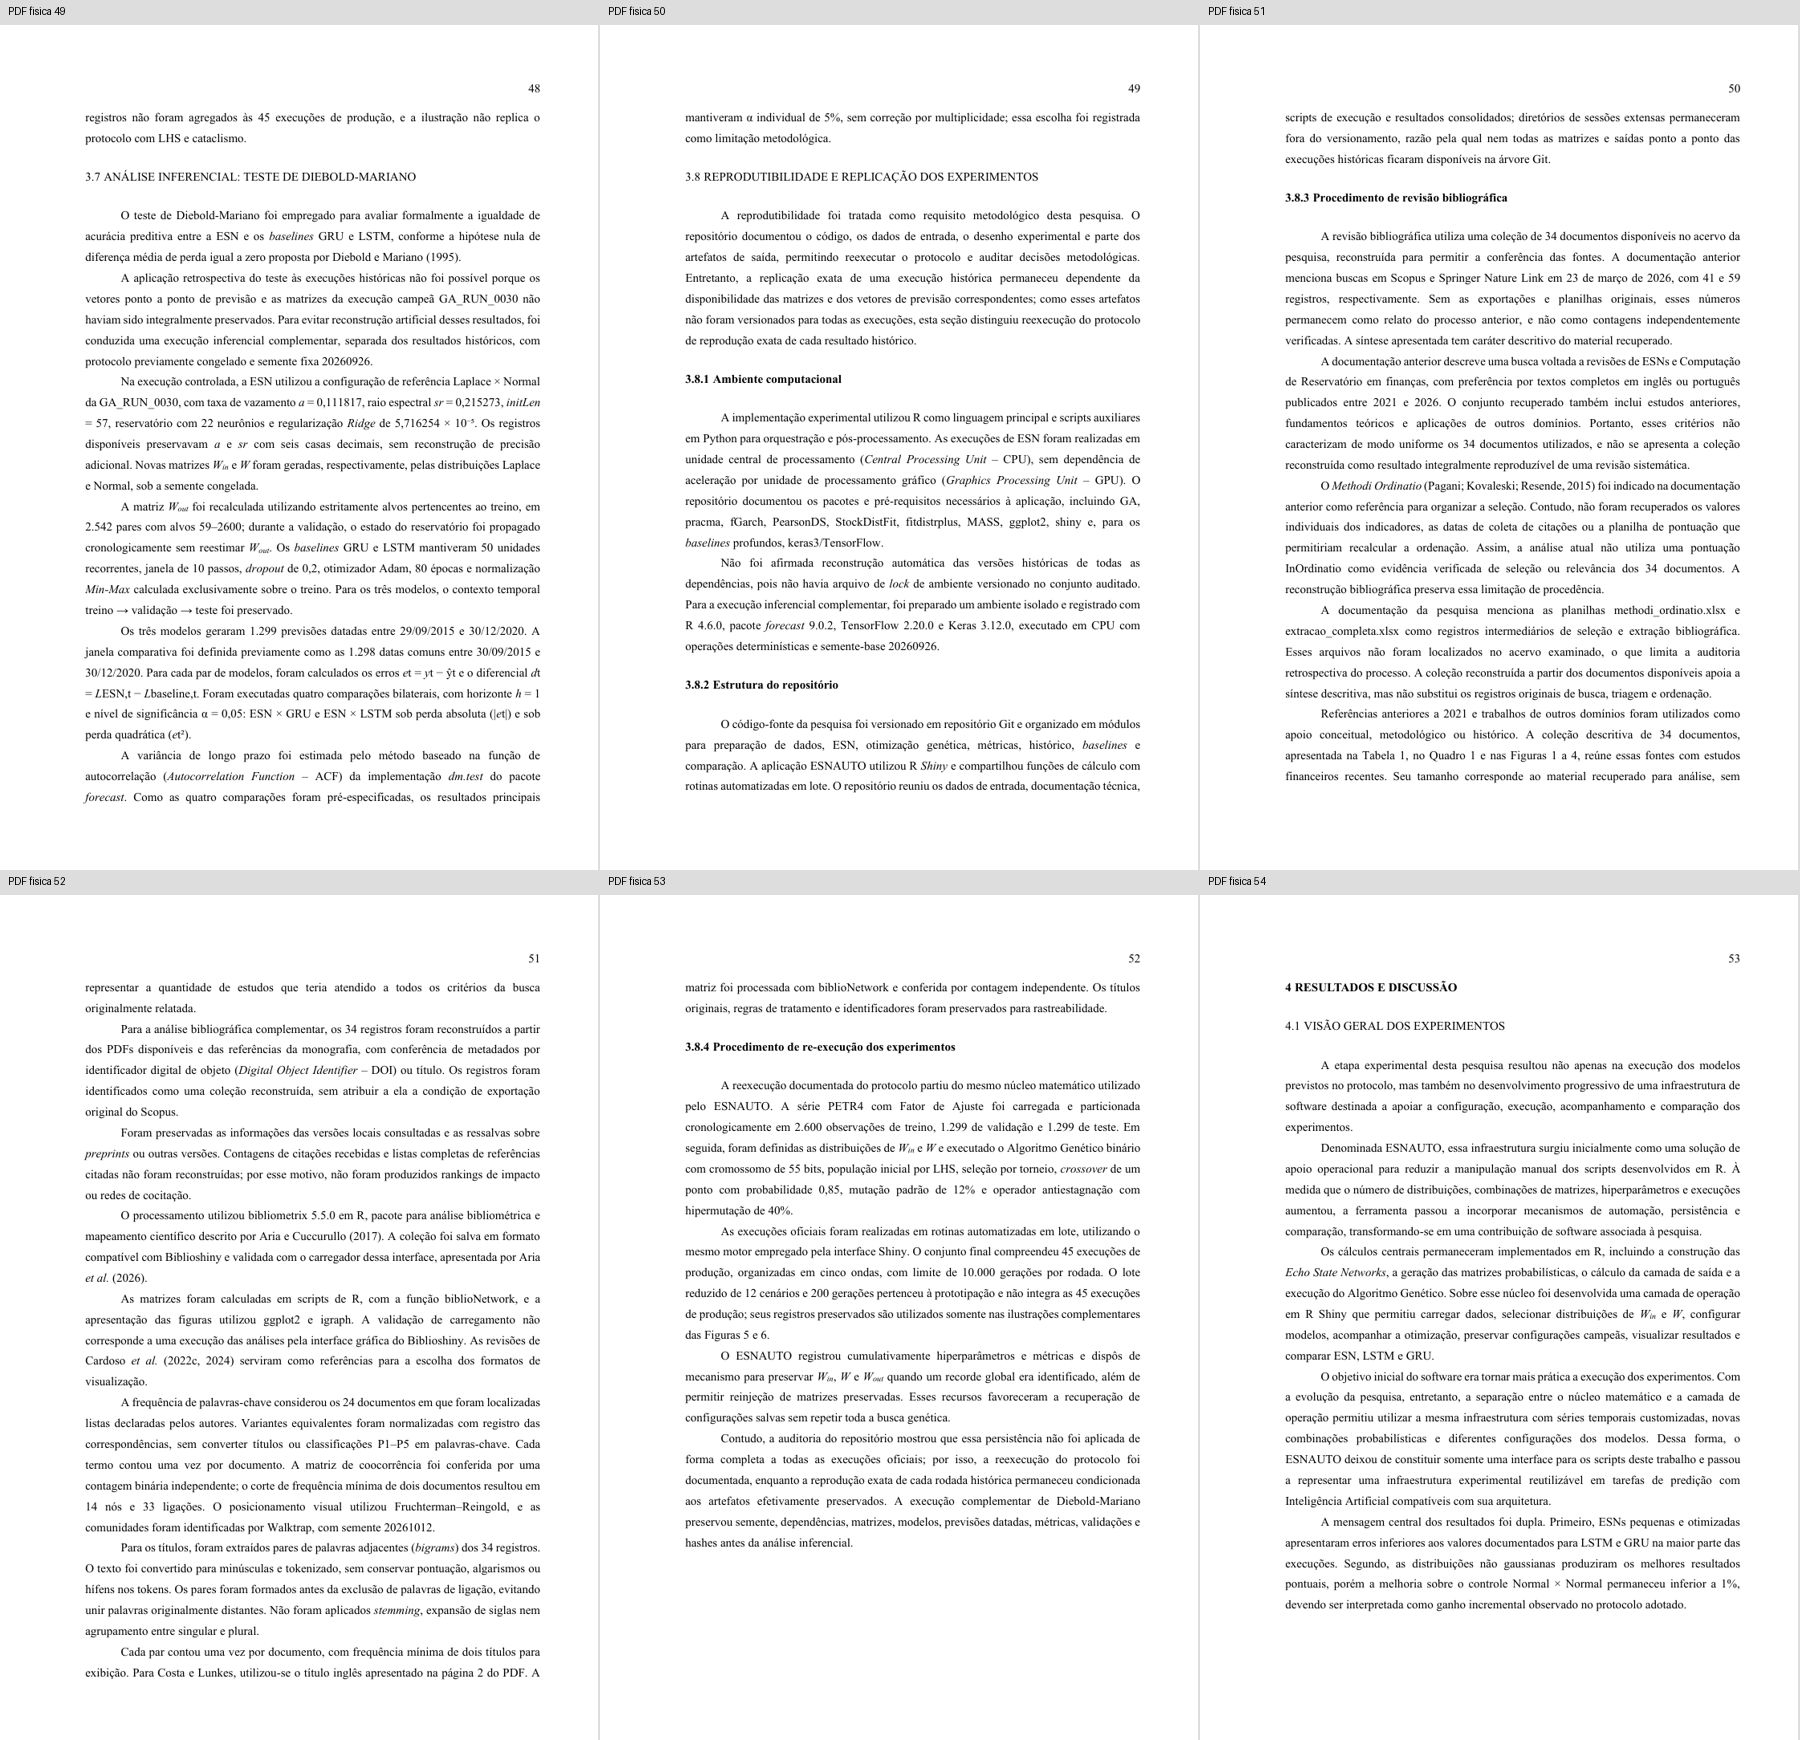 PDF fisica 49
48
registros não foram agregados às 45 execuções de produção, e a ilustração não replica o
protocolo com LHS e cataclismo.
3.7 ANÁLISE INFERENCIAL: TESTE DE DIEBOLD-MARIANO
O teste de Diebold-Mariano foi empregado para avaliar formalmente a igualdade de
acurácia preditiva entre a ESN e os baselines GRU e LSTM, conforme a hipótese nula de
diferença média de perda igual a zero proposta por Diebold e Mariano (1995).
A aplicação retrospectiva do teste às execuções históricas não foi possível porque os
vetores ponto a ponto de previsão e as matrizes da execução campeã GA_RUN_0030 não
haviam sido integralmente preservados. Para evitar reconstrução artificial desses resultados, foi
conduzida uma execução inferencial complementar, separada dos resultados históricos, com
protocolo previamente congelado e semente fixa 20260926.
Na execução controlada, a ESN utilizou a configuração de referência Laplace × Normal
da GA_RUN_0030, com taxa de vazamento a = 0,111817, raio espectral sr = 0,215273, initLen
= 57, reservatório com 22 neurônios e regularização Ridge de 5,716254 × 10⁻⁵. Os registros
disponíveis preservavam a e sr com seis casas decimais, sem reconstrução de precisão
adicional. Novas matrizes Win e W foram geradas, respectivamente, pelas distribuições Laplace
e Normal, sob a semente congelada.
A matriz Wout foi recalculada utilizando estritamente alvos pertencentes ao treino, em
2.542 pares com alvos 59–2600; durante a validação, o estado do reservatório foi propagado
cronologicamente sem reestimar Wout. Os baselines GRU e LSTM mantiveram 50 unidades
recorrentes, janela de 10 passos, dropout de 0,2, otimizador Adam, 80 épocas e normalização
Min-Max calculada exclusivamente sobre o treino. Para os três modelos, o contexto temporal
treino → validação → teste foi preservado.
Os três modelos geraram 1.299 previsões datadas entre 29/09/2015 e 30/12/2020. A
janela comparativa foi definida previamente como as 1.298 datas comuns entre 30/09/2015 e
30/12/2020. Para cada par de modelos, foram calculados os erros et = yt − ŷt e o diferencial dt
= LESN,t − Lbaseline,t. Foram executadas quatro comparações bilaterais, com horizonte h = 1
e nível de significância α = 0,05: ESN × GRU e ESN × LSTM sob perda absoluta (|et|) e sob
perda quadrática (et²).
A variância de longo prazo foi estimada pelo método baseado na função de
autocorrelação (Autocorrelation Function – ACF) da implementação dm.test do pacote
forecast. Como as quatro comparações foram pré-especificadas, os resultados principais
PDF fisica 50
49
mantiveram α individual de 5%, sem correção por multiplicidade; essa escolha foi registrada
como limitação metodológica.
3.8 REPRODUTIBILIDADE E REPLICAÇÃO DOS EXPERIMENTOS
A reprodutibilidade foi tratada como requisito metodológico desta pesquisa. O
repositório documentou o código, os dados de entrada, o desenho experimental e parte dos
artefatos de saída, permitindo reexecutar o protocolo e auditar decisões metodológicas.
Entretanto, a replicação exata de uma execução histórica permaneceu dependente da
disponibilidade das matrizes e dos vetores de previsão correspondentes; como esses artefatos
não foram versionados para todas as execuções, esta seção distinguiu reexecução do protocolo
de reprodução exata de cada resultado histórico.
3.8.1 Ambiente computacional
A implementação experimental utilizou R como linguagem principal e scripts auxiliares
em Python para orquestração e pós-processamento. As execuções de ESN foram realizadas em
unidade central de processamento (Central Processing Unit – CPU), sem dependência de
aceleração por unidade de processamento gráfico (Graphics Processing Unit – GPU). O
repositório documentou os pacotes e pré-requisitos necessários à aplicação, incluindo GA,
pracma, fGarch, PearsonDS, StockDistFit, fitdistrplus, MASS, ggplot2, shiny e, para os
baselines profundos, keras3/TensorFlow.
Não foi afirmada reconstrução automática das versões históricas de todas as
dependências, pois não havia arquivo de lock de ambiente versionado no conjunto auditado.
Para a execução inferencial complementar, foi preparado um ambiente isolado e registrado com
R 4.6.0, pacote forecast 9.0.2, TensorFlow 2.20.0 e Keras 3.12.0, executado em CPU com
operações determinísticas e semente-base 20260926.
3.8.2 Estrutura do repositório
O código-fonte da pesquisa foi versionado em repositório Git e organizado em módulos
para preparação de dados, ESN, otimização genética, métricas, histórico, baselines e
comparação. A aplicação ESNAUTO utilizou R Shiny e compartilhou funções de cálculo com
rotinas automatizadas em lote. O repositório reuniu os dados de entrada, documentação técnica,
PDF fisica 51
50
scripts de execução e resultados consolidados; diretórios de sessões extensas permaneceram
fora do versionamento, razão pela qual nem todas as matrizes e saídas ponto a ponto das
execuções históricas ficaram disponíveis na árvore Git.
3.8.3 Procedimento de revisão bibliográfica
A revisão bibliográfica utiliza uma coleção de 34 documentos disponíveis no acervo da
pesquisa, reconstruída para permitir a conferência das fontes. A documentação anterior
menciona buscas em Scopus e Springer Nature Link em 23 de março de 2026, com 41 e 59
registros, respectivamente. Sem as exportações e planilhas originais, esses números
permanecem como relato do processo anterior, e não como contagens independentemente
verificadas. A síntese apresentada tem caráter descritivo do material recuperado.
A documentação anterior descreve uma busca voltada a revisões de ESNs e Computação
de Reservatório em finanças, com preferência por textos completos em inglês ou português
publicados entre 2021 e 2026. O conjunto recuperado também inclui estudos anteriores,
fundamentos teóricos e aplicações de outros domínios. Portanto, esses critérios não
caracterizam de modo uniforme os 34 documentos utilizados, e não se apresenta a coleção
reconstruída como resultado integralmente reproduzível de uma revisão sistemática.
O Methodi Ordinatio (Pagani; Kovaleski; Resende, 2015) foi indicado na documentação
anterior como referência para organizar a seleção. Contudo, não foram recuperados os valores
individuais dos indicadores, as datas de coleta de citações ou a planilha de pontuação que
permitiriam recalcular a ordenação. Assim, a análise atual não utiliza uma pontuação
InOrdinatio como evidência verificada de seleção ou relevância dos 34 documentos. A
reconstrução bibliográfica preserva essa limitação de procedência.
A documentação da pesquisa menciona as planilhas methodi_ordinatio.xlsx e
extracao_completa.xlsx como registros intermediários de seleção e extração bibliográfica.
Esses arquivos não foram localizados no acervo examinado, o que limita a auditoria
retrospectiva do processo. A coleção reconstruída a partir dos documentos disponíveis apoia a
síntese descritiva, mas não substitui os registros originais de busca, triagem e ordenação.
Referências anteriores a 2021 e trabalhos de outros domínios foram utilizados como
apoio conceitual, metodológico ou histórico. A coleção descritiva de 34 documentos,
apresentada na Tabela 1, no Quadro 1 e nas Figuras 1 a 4, reúne essas fontes com estudos
financeiros recentes. Seu tamanho corresponde ao material recuperado para análise, sem
PDF fisica 52
51
representar a quantidade de estudos que teria atendido a todos os critérios da busca
originalmente relatada.
Para a análise bibliográfica complementar, os 34 registros foram reconstruídos a partir
dos PDFs disponíveis e das referências da monografia, com conferência de metadados por
identificador digital de objeto (Digital Object Identifier – DOI) ou título. Os registros foram
identificados como uma coleção reconstruída, sem atribuir a ela a condição de exportação
original do Scopus.
Foram preservadas as informações das versões locais consultadas e as ressalvas sobre
preprints ou outras versões. Contagens de citações recebidas e listas completas de referências
citadas não foram reconstruídas; por esse motivo, não foram produzidos rankings de impacto
ou redes de cocitação.
O processamento utilizou bibliometrix 5.5.0 em R, pacote para análise bibliométrica e
mapeamento científico descrito por Aria e Cuccurullo (2017). A coleção foi salva em formato
compatível com Biblioshiny e validada com o carregador dessa interface, apresentada por Aria
et al. (2026).
As matrizes foram calculadas em scripts de R, com a função biblioNetwork, e a
apresentação das figuras utilizou ggplot2 e igraph. A validação de carregamento não
corresponde a uma execução das análises pela interface gráfica do Biblioshiny. As revisões de
Cardoso et al. (2022c, 2024) serviram como referências para a escolha dos formatos de
visualização.
A frequência de palavras-chave considerou os 24 documentos em que foram localizadas
listas declaradas pelos autores. Variantes equivalentes foram normalizadas com registro das
correspondências, sem converter títulos ou classificações P1–P5 em palavras-chave. Cada
termo contou uma vez por documento. A matriz de coocorrência foi conferida por uma
contagem binária independente; o corte de frequência mínima de dois documentos resultou em
14 nós e 33 ligações. O posicionamento visual utilizou Fruchterman–Reingold, e as
comunidades foram identificadas por Walktrap, com semente 20261012.
Para os títulos, foram extraídos pares de palavras adjacentes (bigrams) dos 34 registros.
O texto foi convertido para minúsculas e tokenizado, sem conservar pontuação, algarismos ou
hífens nos tokens. Os pares foram formados antes da exclusão de palavras de ligação, evitando
unir palavras originalmente distantes. Não foram aplicados stemming, expansão de siglas nem
agrupamento entre singular e plural.
Cada par contou uma vez por documento, com frequência mínima de dois títulos para
exibição. Para Costa e Lunkes, utilizou-se o título inglês apresentado na página 2 do PDF. A
PDF fisica 53
52
matriz foi processada com biblioNetwork e conferida por contagem independente. Os títulos
originais, regras de tratamento e identificadores foram preservados para rastreabilidade.
3.8.4 Procedimento de re-execução dos experimentos
A reexecução documentada do protocolo partiu do mesmo núcleo matemático utilizado
pelo ESNAUTO. A série PETR4 com Fator de Ajuste foi carregada e particionada
cronologicamente em 2.600 observações de treino, 1.299 de validação e 1.299 de teste. Em
seguida, foram definidas as distribuições de Win e W e executado o Algoritmo Genético binário
com cromossomo de 55 bits, população inicial por LHS, seleção por torneio, crossover de um
ponto com probabilidade 0,85, mutação padrão de 12% e operador antiestagnação com
hipermutação de 40%.
As execuções oficiais foram realizadas em rotinas automatizadas em lote, utilizando o
mesmo motor empregado pela interface Shiny. O conjunto final compreendeu 45 execuções de
produção, organizadas em cinco ondas, com limite de 10.000 gerações por rodada. O lote
reduzido de 12 cenários e 200 gerações pertenceu à prototipação e não integra as 45 execuções
de produção; seus registros preservados são utilizados somente nas ilustrações complementares
das Figuras 5 e 6.
O ESNAUTO registrou cumulativamente hiperparâmetros e métricas e dispôs de
mecanismo para preservar Win, W e Wout quando um recorde global era identificado, além de
permitir reinjeção de matrizes preservadas. Esses recursos favoreceram a recuperação de
configurações salvas sem repetir toda a busca genética.
Contudo, a auditoria do repositório mostrou que essa persistência não foi aplicada de
forma completa a todas as execuções oficiais; por isso, a reexecução do protocolo foi
documentada, enquanto a reprodução exata de cada rodada histórica permaneceu condicionada
aos artefatos efetivamente preservados. A execução complementar de Diebold-Mariano
preservou semente, dependências, matrizes, modelos, previsões datadas, métricas, validações e
hashes antes da análise inferencial.
PDF fisica 54
53
4 RESULTADOS E DISCUSSÃO
4.1 VISÃO GERAL DOS EXPERIMENTOS
A etapa experimental desta pesquisa resultou não apenas na execução dos modelos
previstos no protocolo, mas também no desenvolvimento progressivo de uma infraestrutura de
software destinada a apoiar a configuração, execução, acompanhamento e comparação dos
experimentos.
Denominada ESNAUTO, essa infraestrutura surgiu inicialmente como uma solução de
apoio operacional para reduzir a manipulação manual dos scripts desenvolvidos em R. À
medida que o número de distribuições, combinações de matrizes, hiperparâmetros e execuções
aumentou, a ferramenta passou a incorporar mecanismos de automação, persistência e
comparação, transformando-se em uma contribuição de software associada à pesquisa.
Os cálculos centrais permaneceram implementados em R, incluindo a construção das
Echo State Networks, a geração das matrizes probabilísticas, o cálculo da camada de saída e a
execução do Algoritmo Genético. Sobre esse núcleo foi desenvolvida uma camada de operação
em R Shiny que permitiu carregar dados, selecionar distribuições de Win e W, configurar
modelos, acompanhar a otimização, preservar configurações campeãs, visualizar resultados e
comparar ESN, LSTM e GRU.
O objetivo inicial do software era tornar mais prática a execução dos experimentos. Com
a evolução da pesquisa, entretanto, a separação entre o núcleo matemático e a camada de
operação permitiu utilizar a mesma infraestrutura com séries temporais customizadas, novas
combinações probabilísticas e diferentes configurações dos modelos. Dessa forma, o
ESNAUTO deixou de constituir somente uma interface para os scripts deste trabalho e passou
a representar uma infraestrutura experimental reutilizável em tarefas de predição com
Inteligência Artificial compatíveis com sua arquitetura.
A mensagem central dos resultados foi dupla. Primeiro, ESNs pequenas e otimizadas
apresentaram erros inferiores aos valores documentados para LSTM e GRU na maior parte das
execuções. Segundo, as distribuições não gaussianas produziram os melhores resultados
pontuais, porém a melhoria sobre o controle Normal × Normal permaneceu inferior a 1%,
devendo ser interpretada como ganho incremental observado no protocolo adotado.